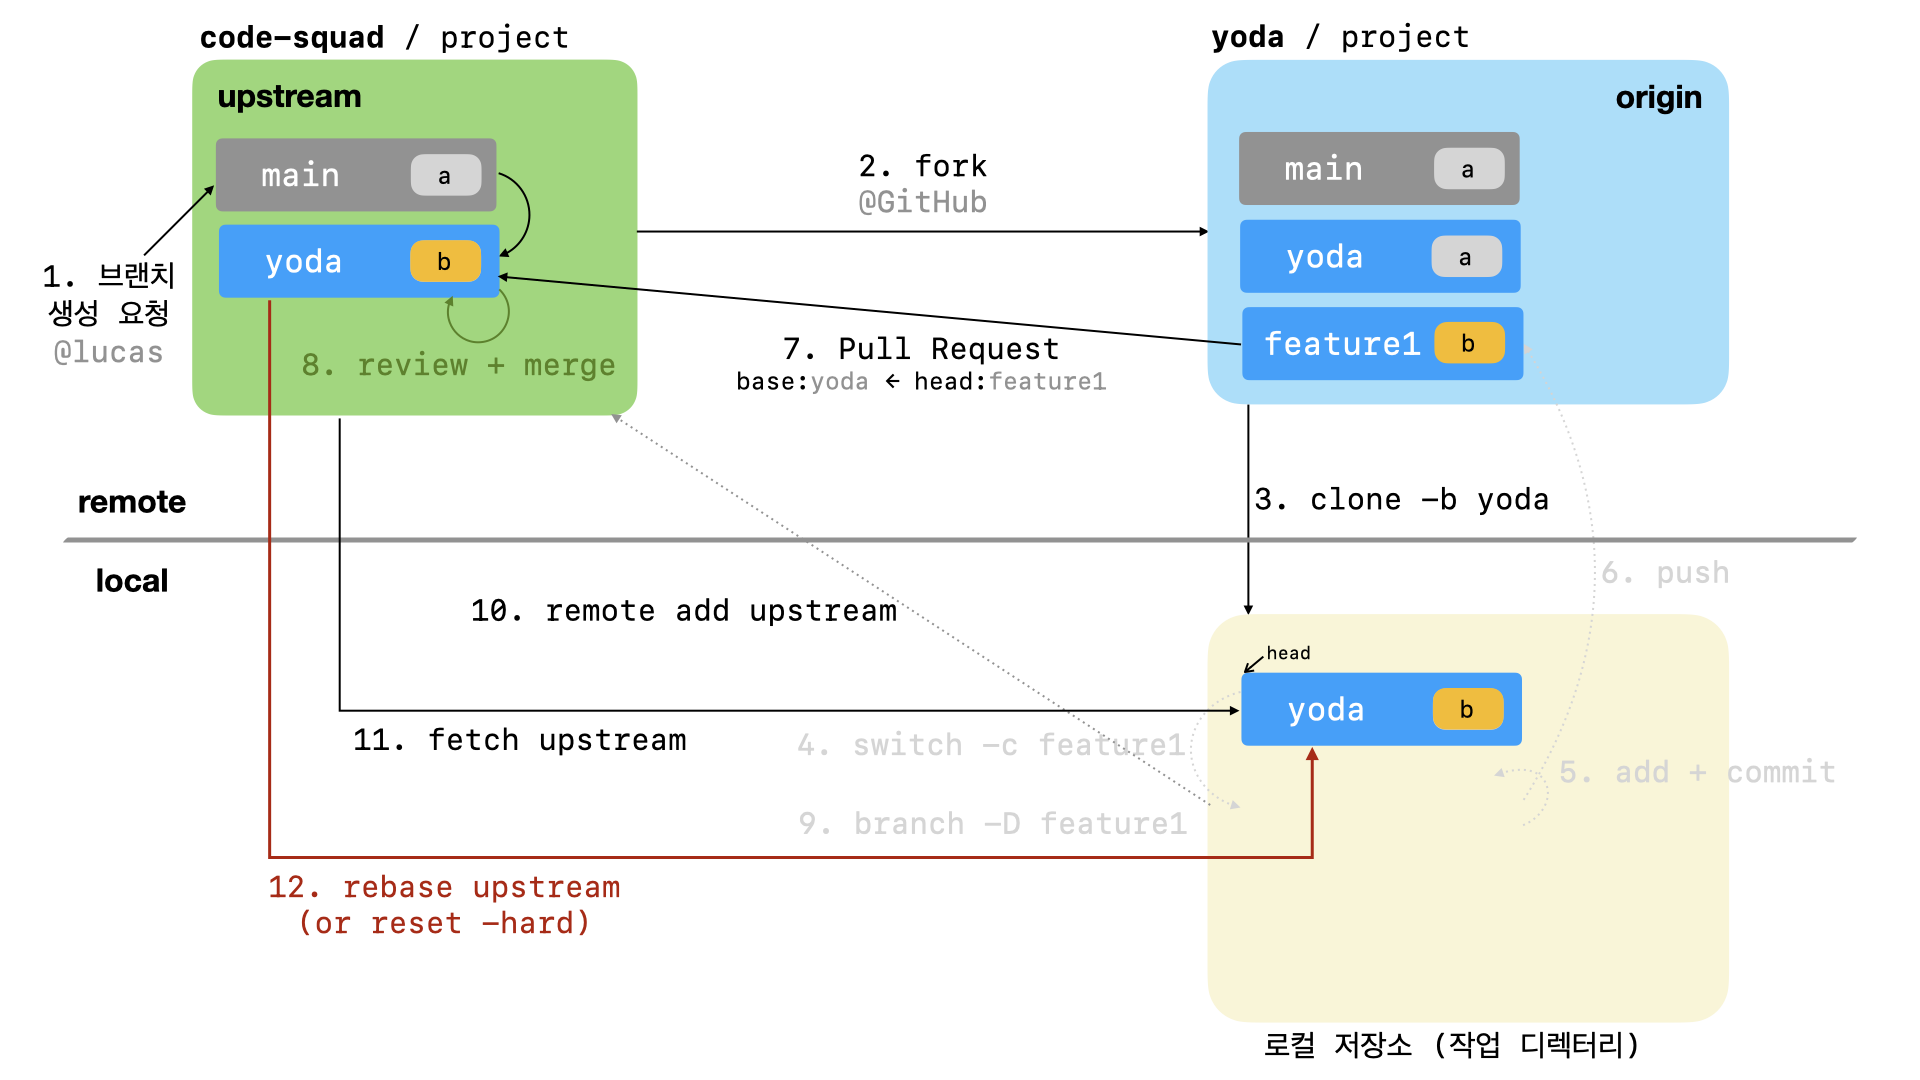 code-squad / project
yoda / project
upstream
origin
main a
yoda b
main a
yoda a
feature1 b
1. 브랜치
생성 요청
@lucas
2. fork
@GitHub
7. Pull Request
base:yoda ← head:feature1
8. review + merge
remote
3. clone -b yoda
local
6. push
10. remote add upstream
head
yoda b
11. fetch upstream
4. switch -c feature1
5. add + commit
9. branch -D feature1
12. rebase upstream
(or reset -hard)
로컬 저장소 (작업 디렉터리)